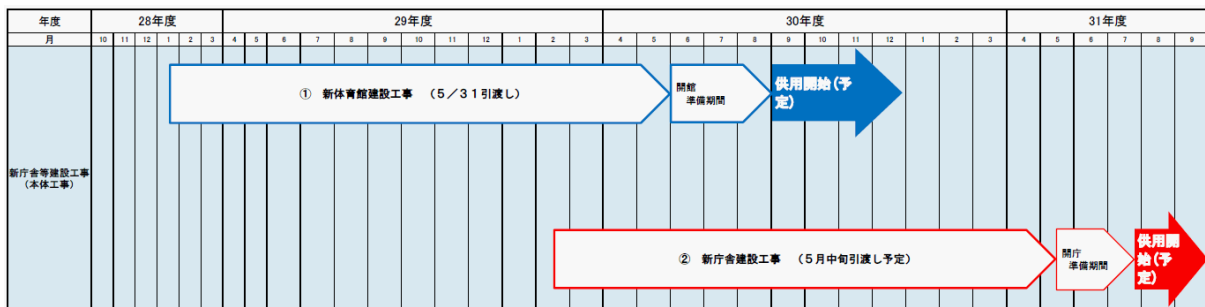 年度 28年度 29年度 30年度 31年度
月 10 11 12 1 2 3 4 5 6 7 8 9 10 11 12 1 2 3 4 5 6 7 8 9 10 11 12 1 2 3 4 5 6 7 8 9
① 新体育館建設工事 （５／３１引渡し）
開館
準備期間
供用開始(予
定)
新庁舎等建設工事
（本体工事）
② 新庁舎建設工事 （５月中旬引渡し予定）
開庁
準備期間
供用開
始(予
定)